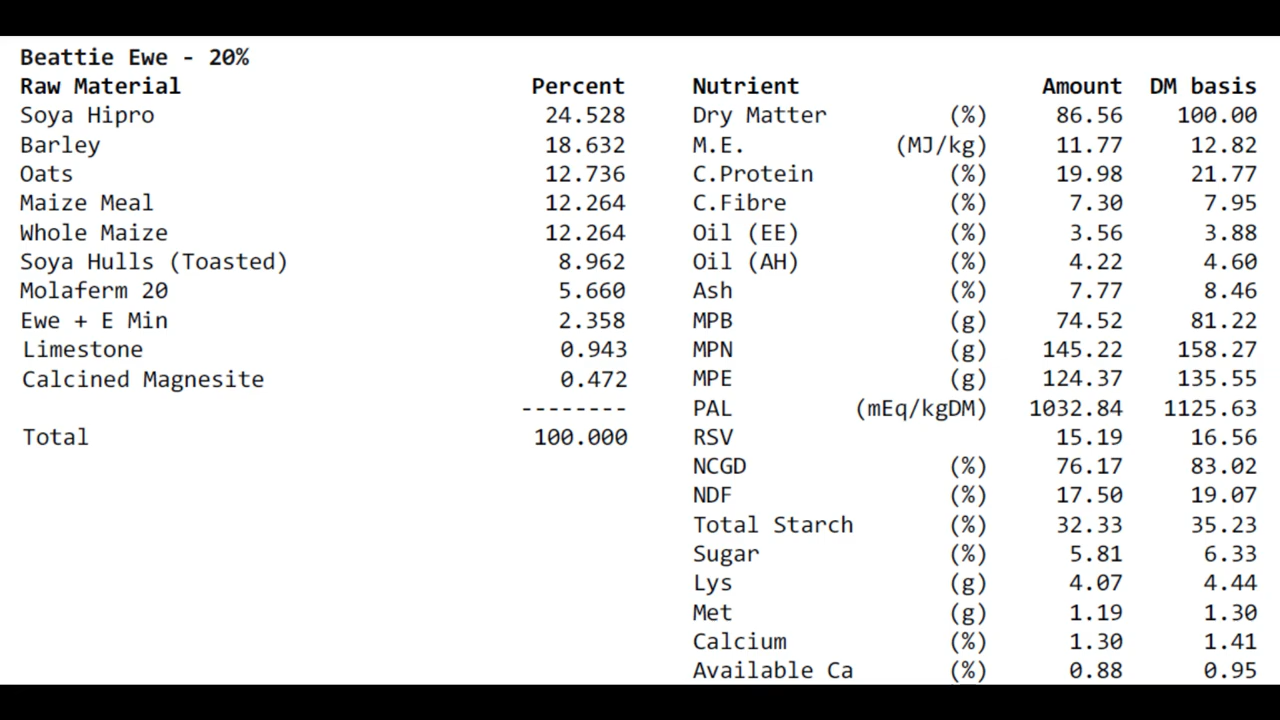 Beattie Ewe - 20%
Raw Material Percent Nutrient Amount DM basis
Soya Hipro 24.528 Dry Matter (%) 86.56 100.00
Barley 18.632 M.E. (MJ/kg) 11.77 12.82
Oats 12.736 C.Protein (%) 19.98 21.77
Maize Meal 12.264 C.Fibre (%) 7.30 7.95
Whole Maize 12.264 Oil (EE) (%) 3.56 3.88
Soya Hulls (Toasted) 8.962 Oil (AH) (%) 4.22 4.60
Molaferm 20 5.660 Ash (%) 7.77 8.46
Ewe + E Min 2.358 MPB (g) 74.52 81.22
Limestone 0.943 MPN (g) 145.22 158.27
Calcined Magnesite 0.472 MPE (g) 124.37 135.55
-------- PAL (mEq/kgDM) 1032.84 1125.63
Total 100.000 RSV 15.19 16.56
NCGD (%) 76.17 83.02
NDF (%) 17.50 19.07
Total Starch (%) 32.33 35.23
Sugar (%) 5.81 6.33
Lys (g) 4.07 4.44
Met (g) 1.19 1.30
Calcium (%) 1.30 1.41
Available Ca (%) 0.88 0.95